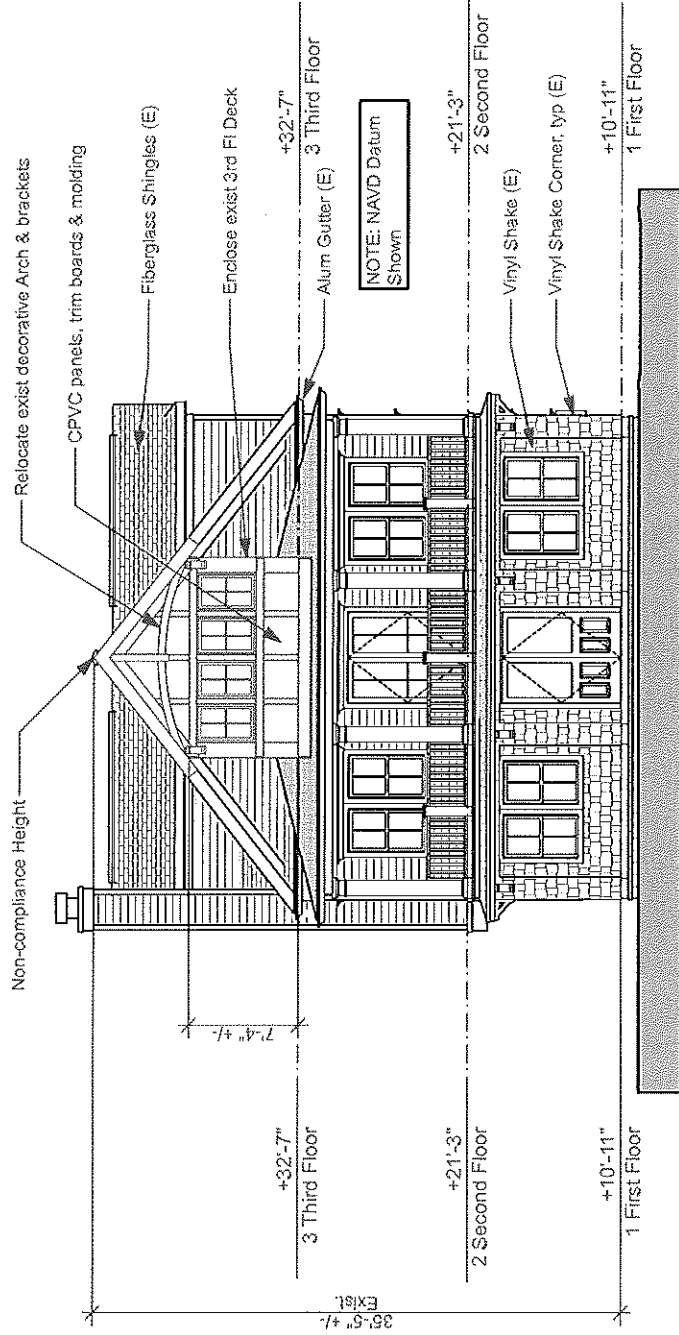 Non-compliance Height
Relocate exist decorative Arch & brackets
CPVC panels, trim boards & molding
Fiberglass Shingles (E)
Enclose exist 3rd Fl Deck
+32'-7"
3 Third Floor
Alum Gutter (E)
NOTE: NAVD Datum
Shown
+21'-3"
2 Second Floor
Vinyl Shake (E)
Vinyl Shake Corner, typ (E)
+10'-11"
1 First Floor
7'-4" +/-
+32'-7"
3 Third Floor
+21'-3"
2 Second Floor
+10'-11"
1 First Floor
35'-5" +/-
Exist.